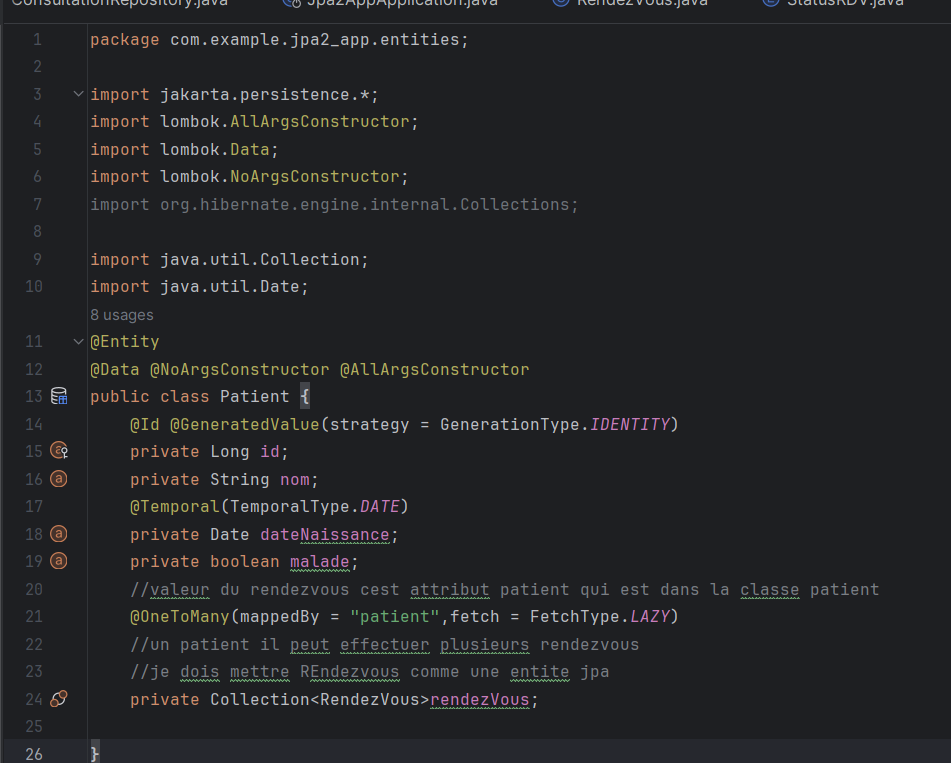 ConsultationRepository.java Jpa2AppApplication.java RendezVous.java StatusRDV.java
1 package com.example.jpa2_app.entities;
2
3 import jakarta.persistence.*;
4 import lombok.AllArgsConstructor;
5 import lombok.Data;
6 import lombok.NoArgsConstructor;
7 import org.hibernate.engine.internal.Collections;
8
9 import java.util.Collection;
10 import java.util.Date;
8 usages
11 @Entity
12 @Data @NoArgsConstructor @AllArgsConstructor
13 public class Patient {
14 @Id @GeneratedValue(strategy = GenerationType.IDENTITY)
15 private Long id;
16 private String nom;
17 @Temporal(TemporalType.DATE)
18 private Date dateNaissance;
19 private boolean malade;
20 //valeur du rendezvous cest attribut patient qui est dans la classe patient
21 @OneToMany(mappedBy = "patient",fetch = FetchType.LAZY)
22 //un patient il peut effectuer plusieurs rendezvous
23 //je dois mettre REndezvous comme une entite jpa
24 private Collection<RendezVous>rendezVous;
25
26 }